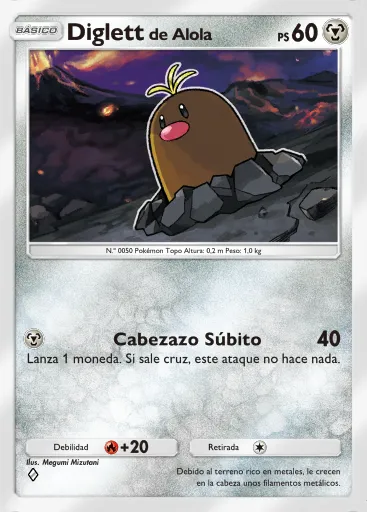 BÁSICO Diglett de Alola PS 60
N.º 0050 Pokémon Topo Altura: 0,2 m Peso: 1,0 kg
Cabezazo Súbito 40
Lanza 1 moneda. Si sale cruz, este ataque no hace nada.
Debilidad +20 Retirada
Ilus. Megumi Mizutani
Debido al terreno rico en metales, le crecen
en la cabeza unos filamentos metálicos.